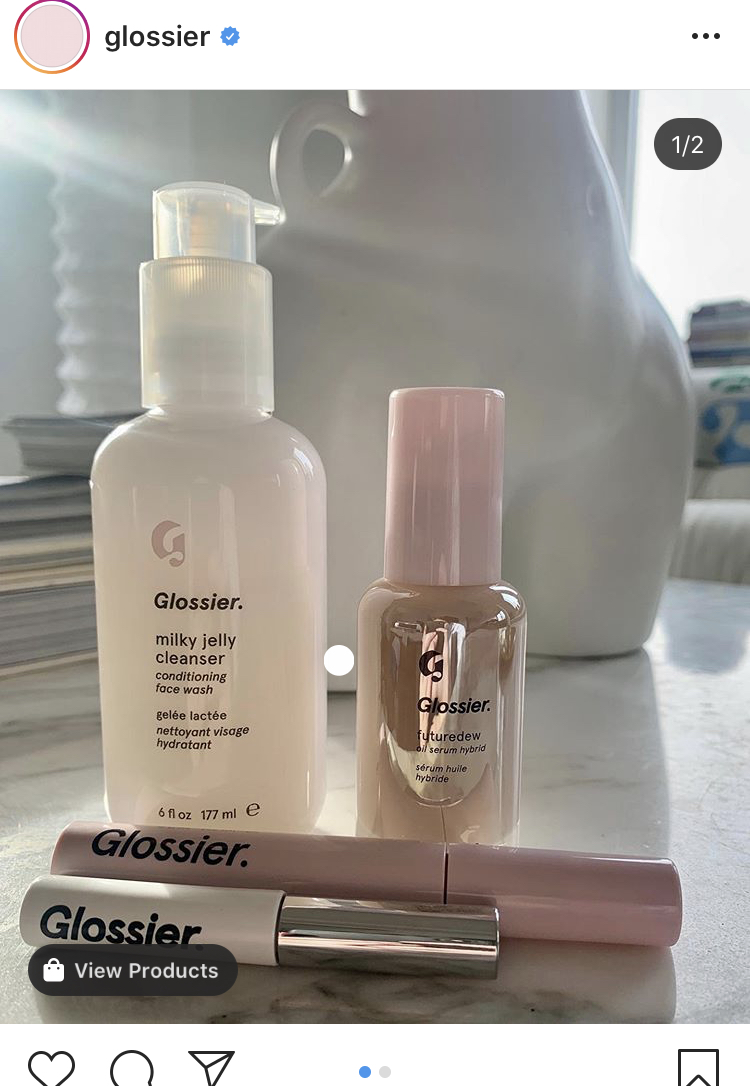 glossier
1/2
Glossier.
milky jelly
cleanser
conditioning
face wash
gelée lactée
nettoyant visage
hydratant
6 fl oz 177 ml e
Glossier.
futuredew
oil serum hybrid
sérum huile
hybride
Glossier.
Glossier.
View Products